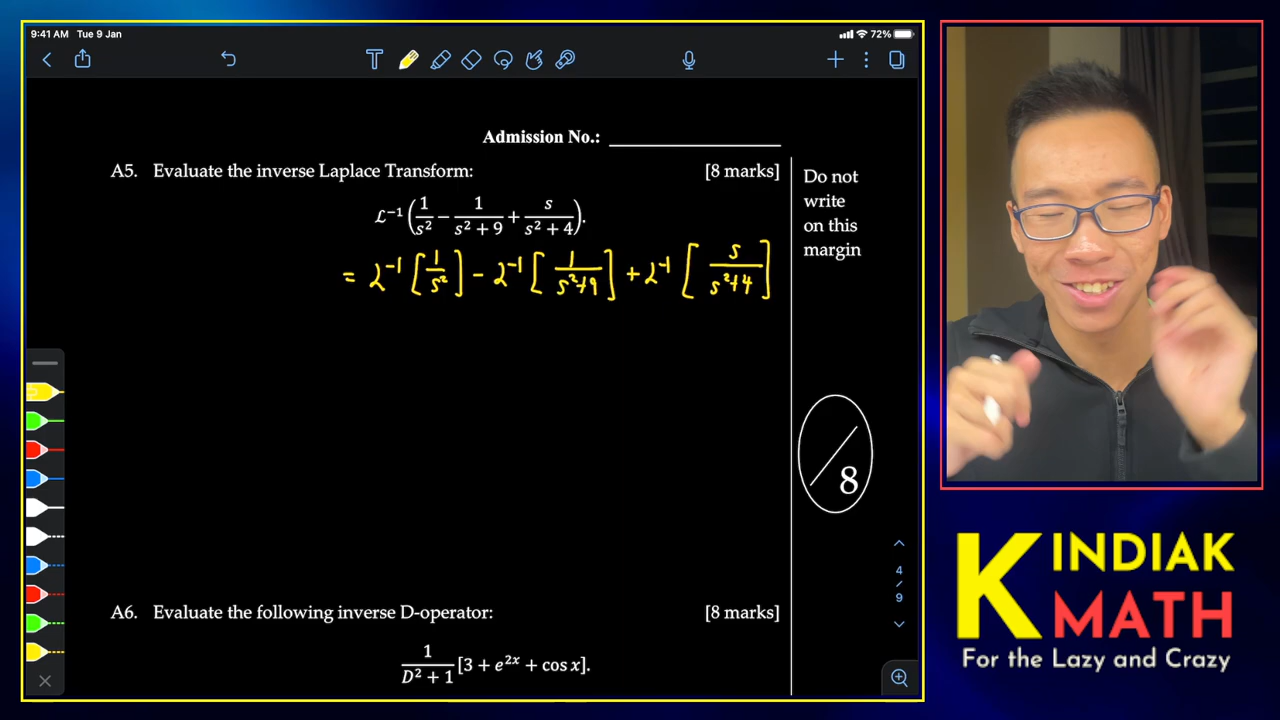 9:41 AM Tue 9 Jan 72%
Admission No.: ____________
A5. Evaluate the inverse Laplace Transform: [8 marks]
ℒ⁻¹(1/s² − 1/(s² + 9) + s/(s² + 4)).
= ℒ⁻¹[1/s²] − ℒ⁻¹[1/(s²+9)] + ℒ⁻¹[s/(s²+4)]
Do not
write
on this
margin
8
A6. Evaluate the following inverse D-operator: [8 marks]
1/(D² + 1) [3 + e²ˣ + cos x].
4
/
9
KINDIAK
MATH
For the Lazy and Crazy